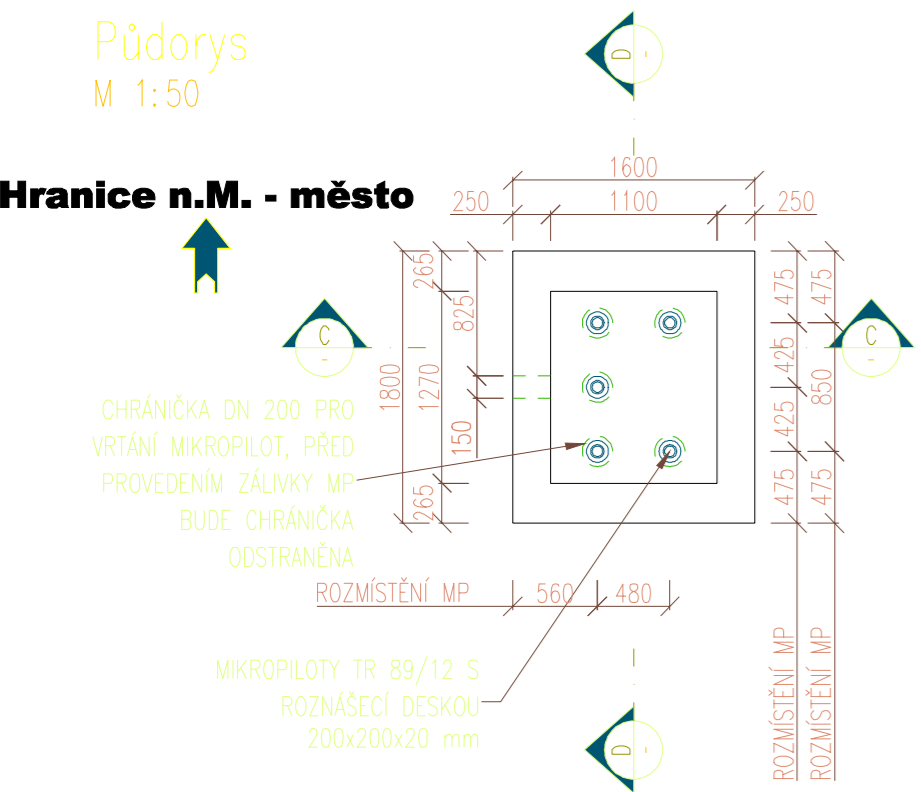 Půdorys
M 1:50
D
-
Hranice n.M. - město
1600
250
1100
250
265
825
475
475
C
-
C
-
1800
1270
425
850
CHRÁNIČKA DN 200 PRO
VRTÁNÍ MIKROPILOT, PŘED
PROVEDENÍM ZÁLIVKY MP
BUDE CHRÁNIČKA
ODSTRANĚNA
150
425
265
475
475
ROZMÍSTĚNÍ MP
560
480
MIKROPILOTY TR 89/12 S
ROZNÁŠECÍ DESKOU
200x200x20 mm
ROZMÍSTĚNÍ MP
ROZMÍSTĚNÍ MP
D
-